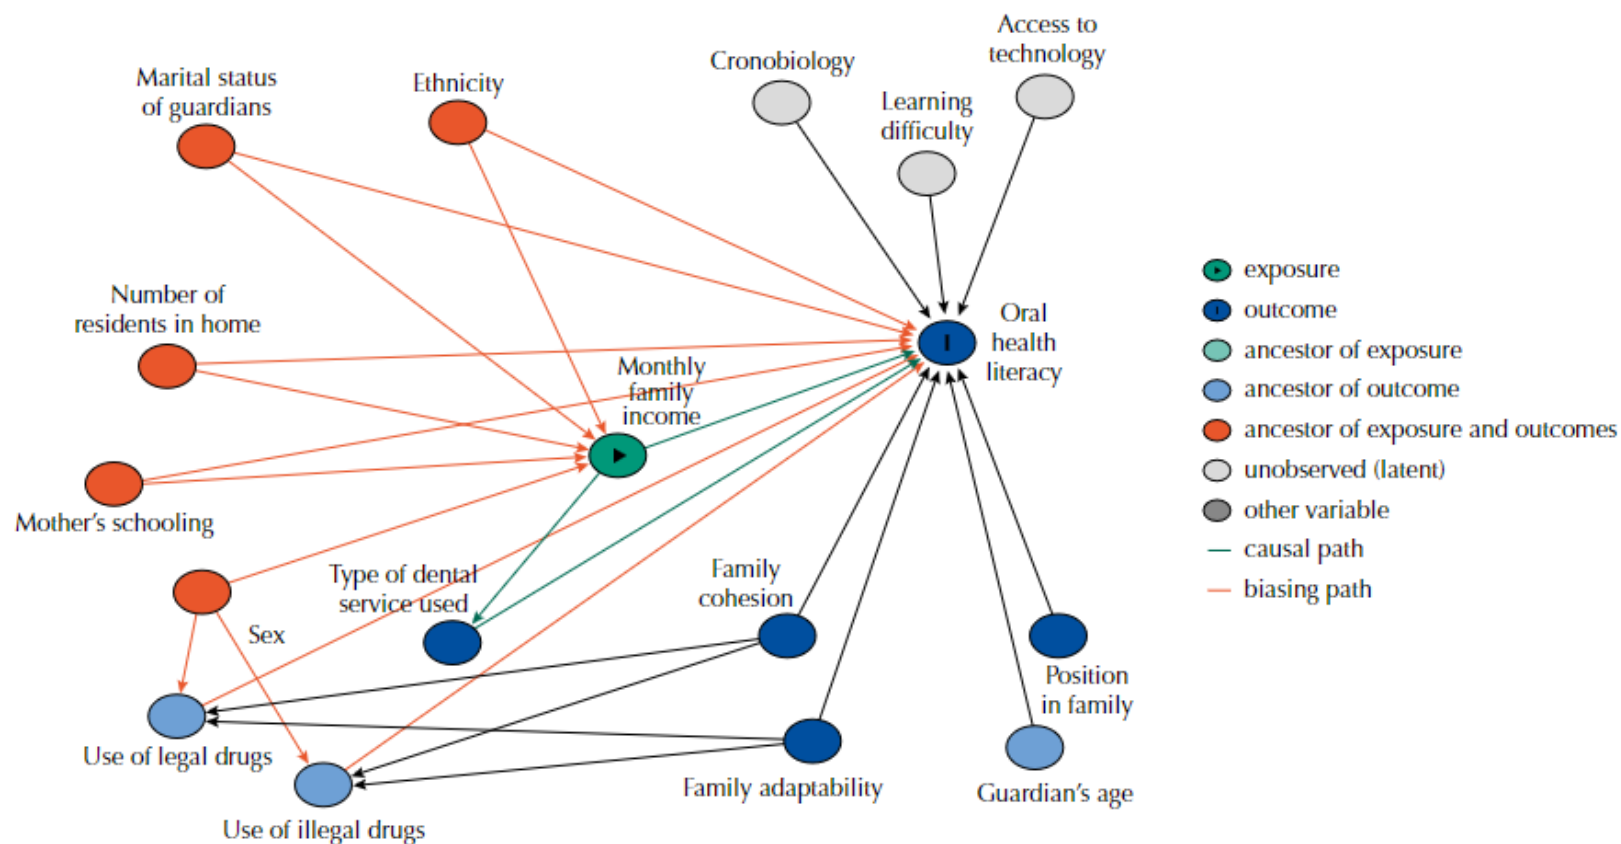 Access to
technology
Cronobiology
Marital status
of guardians
Ethnicity
Learning
difficulty
Number of
residents in home
Oral
health
literacy
Monthly
family
income
Mother's schooling
Type of dental
service used
Family
cohesion
Sex
Position
in family
Use of legal drugs
Family adaptability
Guardian's age
Use of illegal drugs
exposure
outcome
ancestor of exposure
ancestor of outcome
ancestor of exposure and outcomes
unobserved (latent)
other variable
causal path
biasing path